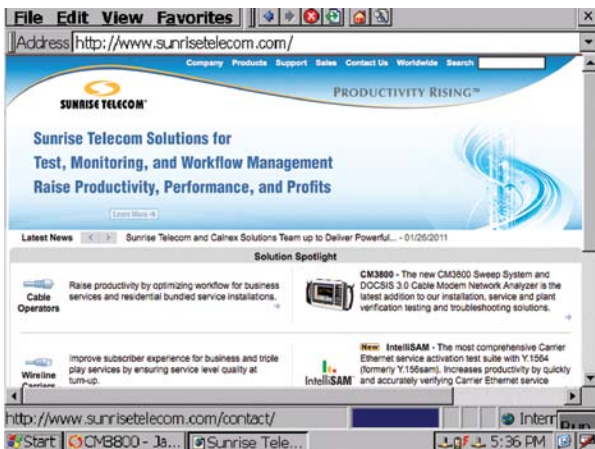 File Edit View Favorites
Address http://www.sunrisetelecom.com/
Company Products Support Sales Contact Us Worldwide Search
SUNRISE TELECOM
PRODUCTIVITY RISING™
Sunrise Telecom Solutions for
Test, Monitoring, and Workflow Management
Raise Productivity, Performance, and Profits
Learn More
Latest News Sunrise Telecom and Calnex Solutions Team up to Deliver Powerful... - 01/26/2011
Solution Spotlight
Cable
Operators
Raise productivity by optimizing workflow for business
services and residential bundled service installations.
CM3800 - The new CM3800 Sweep System and
DOCSIS 3.0 Cable Modem Network Analyzer is the
latest addition to our installation, service and plant
verification testing and troubleshooting solutions.
Wireline
Carriers
Improve subscriber experience for business and triple
play services by ensuring service level quality at
turn-up.
IntelliSAM
New IntelliSAM - The most comprehensive Carrier
Ethernet service activation test suite with Y.1564
(formerly Y.156sam). Increases productivity by quickly
and accurately verifying Carrier Ethernet service
http://www.sunrisetelecom.com/contact/
Interr
Run
Start CM3800 - Ja... Sunrise Tele... 5:36 PM